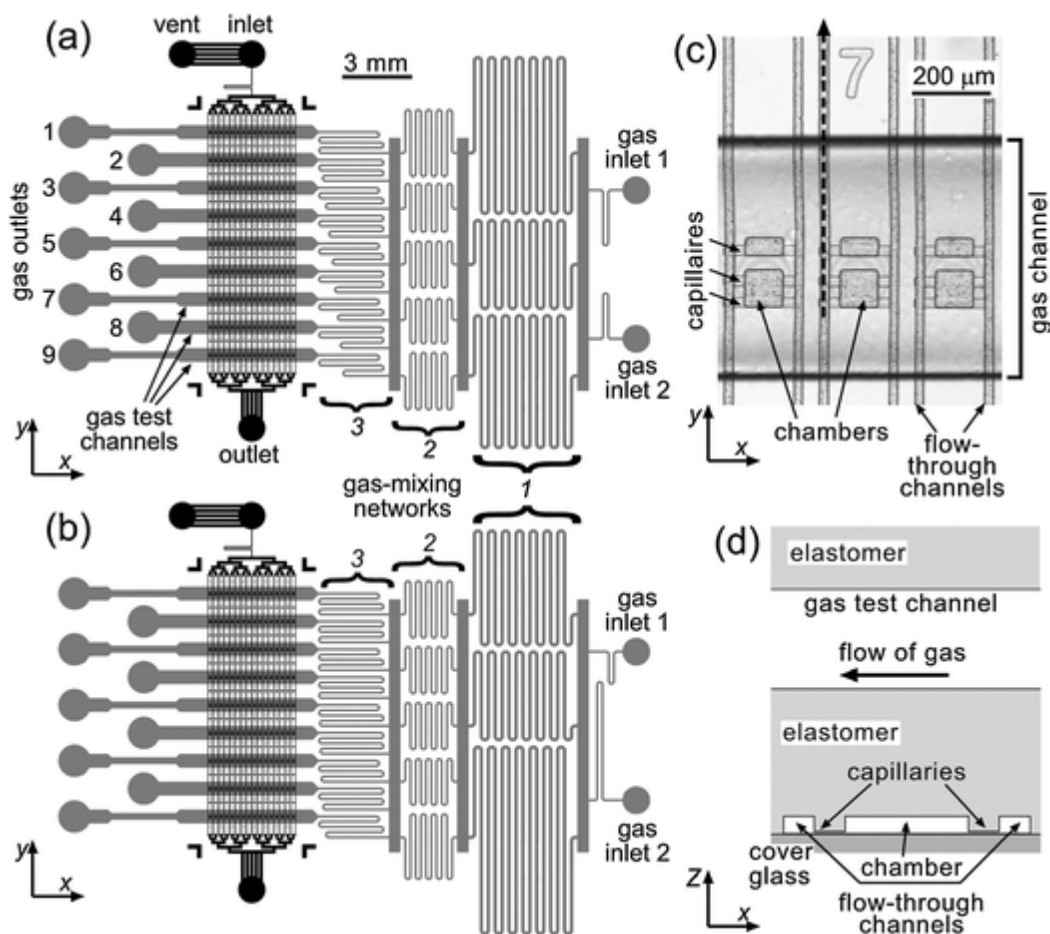 (a)
vent inlet
3 mm
gas outlets
1
2
3
4
5
6
7
8
9
gas test
channels
outlet
y
x
3
2
1
gas-mixing
networks
gas
inlet 1
gas
inlet 2
(b)
3
2
gas
inlet 1
gas
inlet 2
y
x
(c)
7
200 µm
capillaires
gas channel
chambers
flow-
through
channels
y
x
(d)
elastomer
gas test channel
flow of gas
elastomer
capillaries
cover
glass
chamber
flow-through
channels
z
x